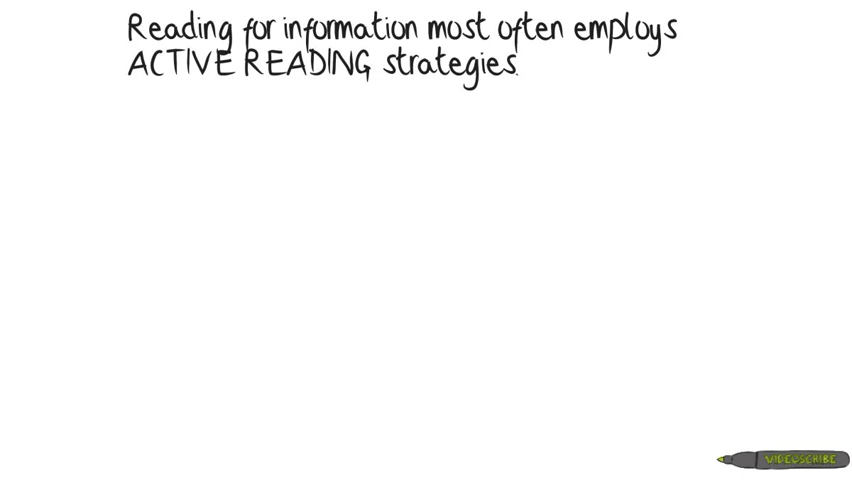 Reading for information most often employs
ACTIVE READING strategies.
VIDEOSCRIBE